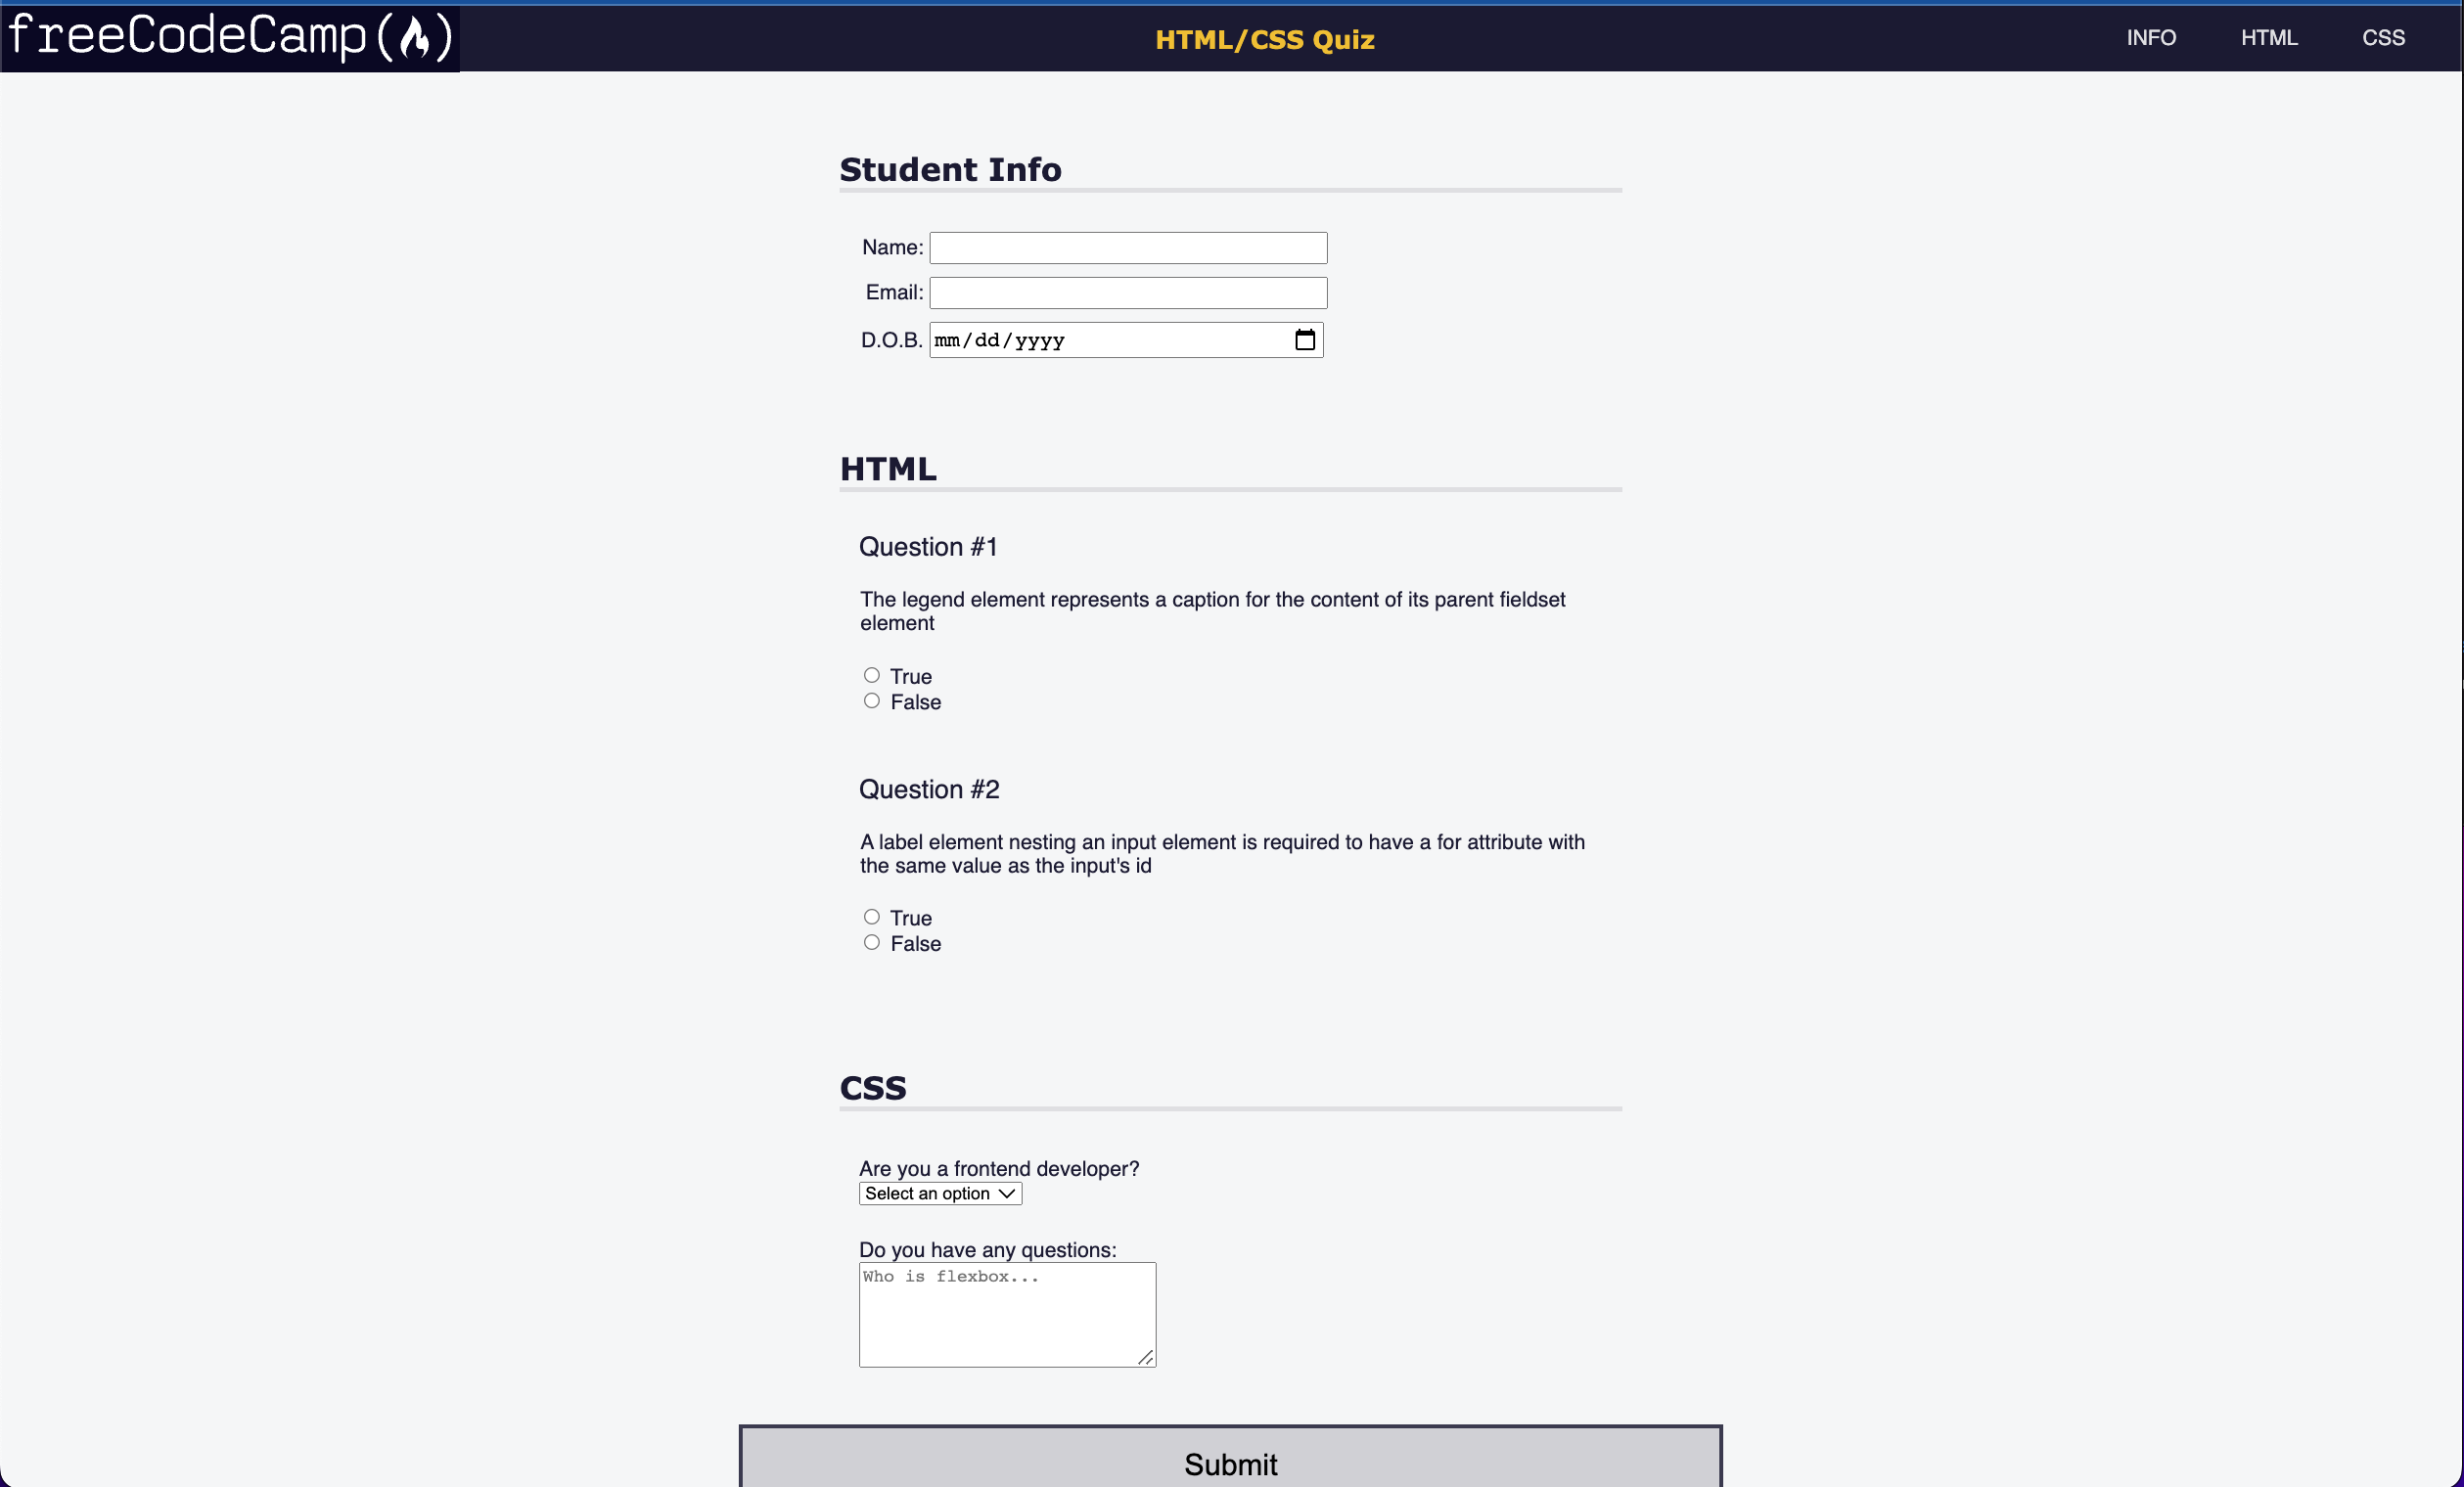 freeCodeCamp(🔥)
HTML/CSS Quiz
INFO HTML CSS
Student Info
Name:
Email:
D.O.B. mm/dd/yyyy
HTML
Question #1
The legend element represents a caption for the content of its parent fieldset
element
True
False
Question #2
A label element nesting an input element is required to have a for attribute with
the same value as the input's id
True
False
CSS
Are you a frontend developer?
Select an option
Do you have any questions:
Who is flexbox...
Submit